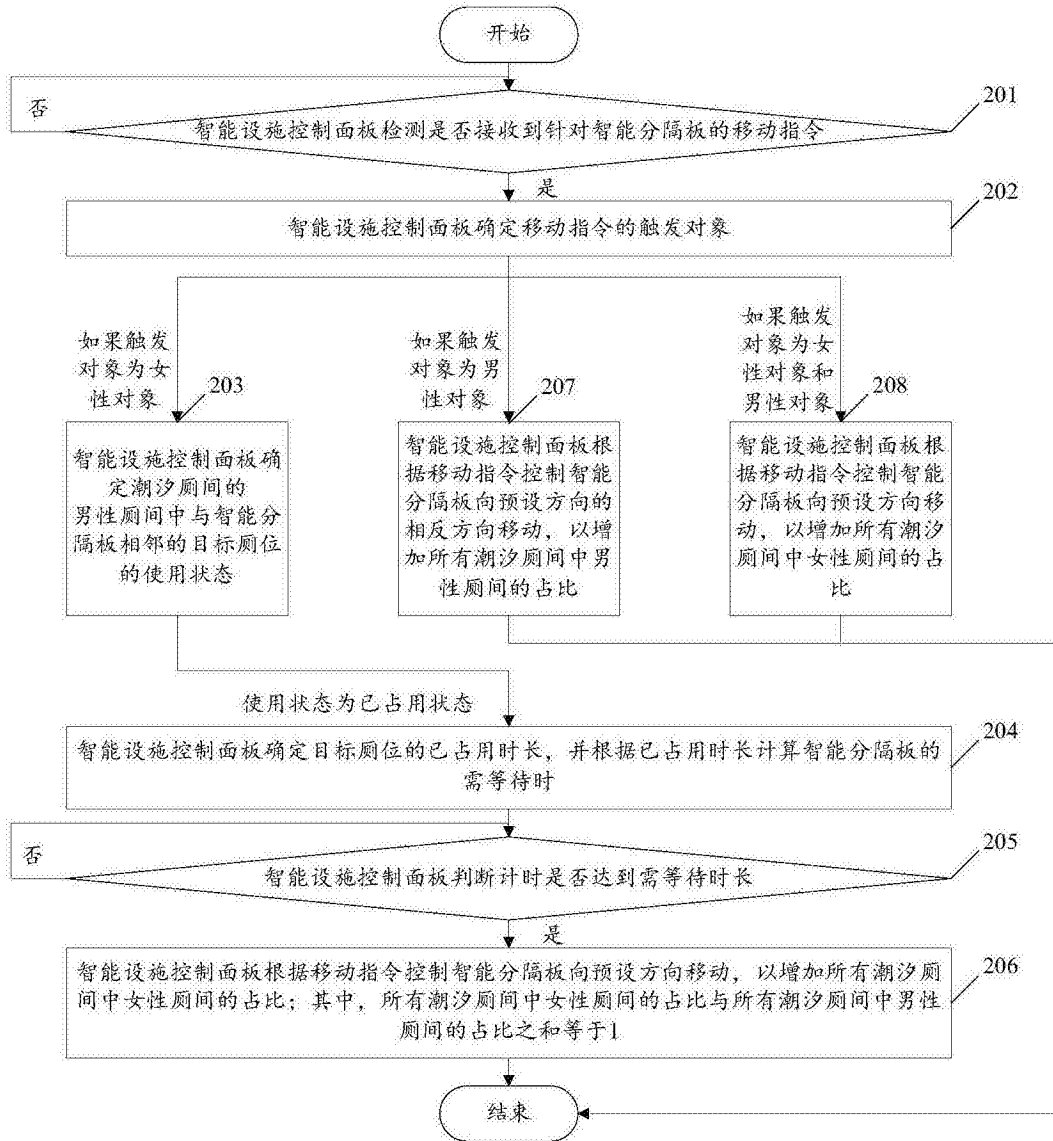 开始
否
201
智能设施控制面板检测是否接收到针对智能分隔板的移动指令
是
202
智能设施控制面板确定移动指令的触发对象
如果触发
对象为女
性对象
203
如果触发
对象为男
性对象
207
如果触发
对象为女
性对象和
男性对象
208
智能设施控制面板确
定潮汐厕间的
男性厕间中与智能分
隔板相邻的目标厕位
的使用状态
智能设施控制面板根
据移动指令控制智能
分隔板向预设方向的
相反方向移动，以增
加所有潮汐厕间中男
性厕间的占比
智能设施控制面板根
据移动指令控制智能
分隔板向预设方向移
动，以增加所有潮汐
厕间中女性厕间的占
比
使用状态为已占用状态
204
智能设施控制面板确定目标厕位的已占用时长，并根据已占用时长计算智能分隔板的
需等待时
否
205
智能设施控制面板判断计时是否达到需等待时长
是
206
智能设施控制面板根据移动指令控制智能分隔板向预设方向移动，以增加所有潮汐厕
间中女性厕间的占比；其中，所有潮汐厕间中女性厕间的占比与所有潮汐厕间中男性
厕间的占比之和等于1
结束